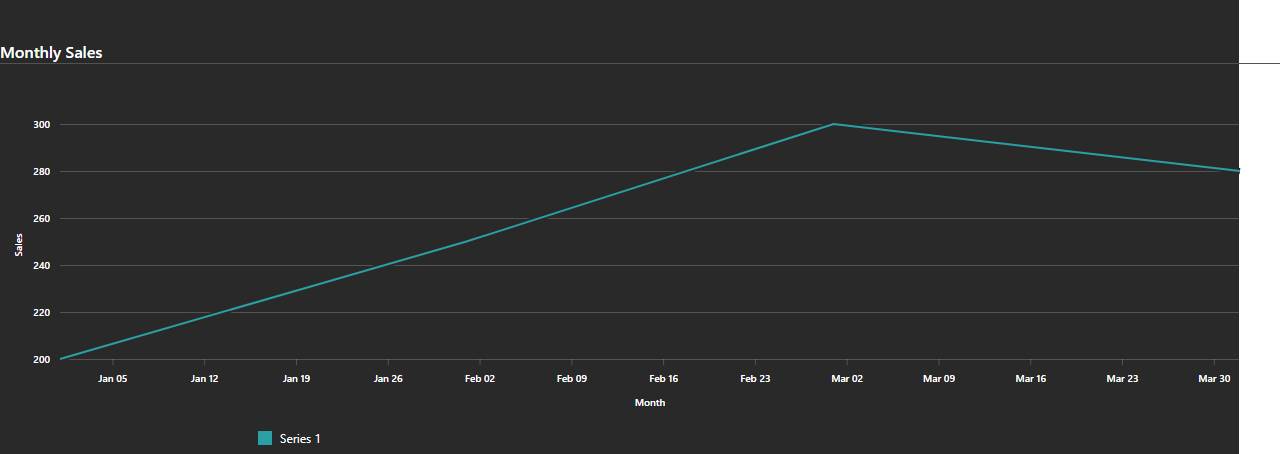 Monthly Sales
300
280
260
240
220
200
Sales
Jan 05 Jan 12 Jan 19 Jan 26 Feb 02 Feb 09 Feb 16 Feb 23 Mar 02 Mar 09 Mar 16 Mar 23 Mar 30
Month
Series 1